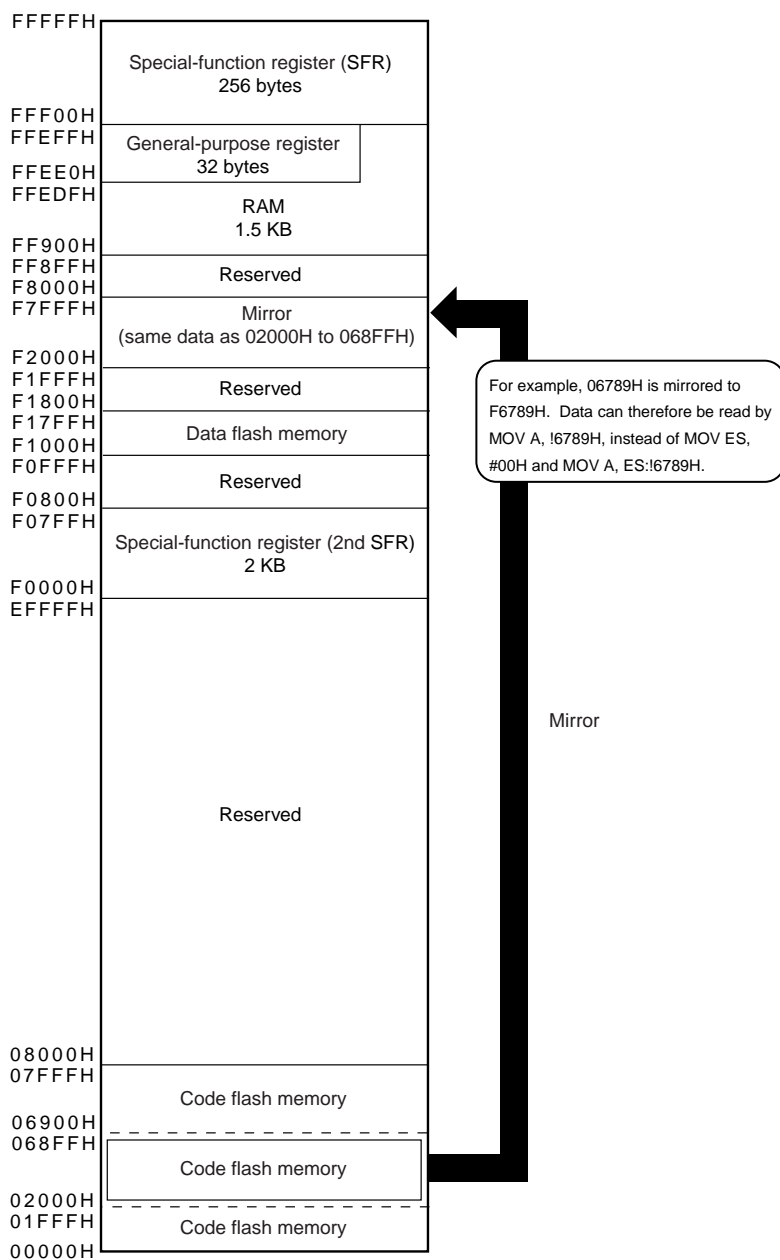 FFFFFH
Special-function register (SFR)
256 bytes
FFF00H
FFEFFH
General-purpose register
32 bytes
FFEE0H
FFEDFH
RAM
1.5 KB
FF900H
FF8FFH
Reserved
F8000H
F7FFFH
Mirror
(same data as 02000H to 068FFH)
F2000H
F1FFFH
Reserved
F1800H
F17FFH
Data flash memory
F1000H
F0FFFH
Reserved
F0800H
F07FFH
Special-function register (2nd SFR)
2 KB
F0000H
EFFFFH
For example, 06789H is mirrored to
F6789H. Data can therefore be read by
MOV A, !6789H, instead of MOV ES,
#00H and MOV A, ES:!6789H.
Mirror
Reserved
08000H
07FFFH
Code flash memory
06900H
068FFH
Code flash memory
02000H
01FFFH
Code flash memory
00000H